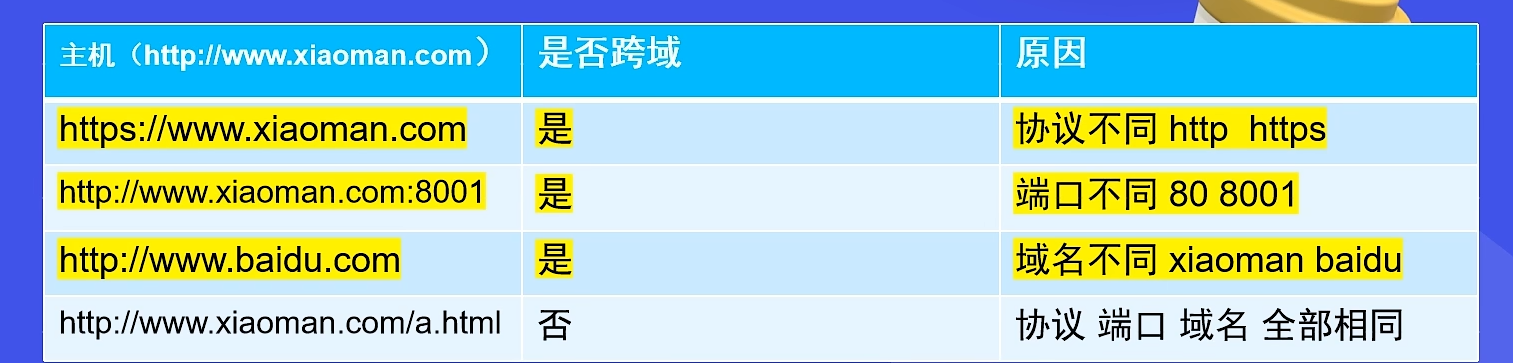 主机（http://www.xiaoman.com） 是否跨域 原因
https://www.xiaoman.com 是 协议不同 http  https
http://www.xiaoman.com:8001 是 端口不同 80 8001
http://www.baidu.com 是 域名不同 xiaoman baidu
http://www.xiaoman.com/a.html 否 协议 端口 域名 全部相同